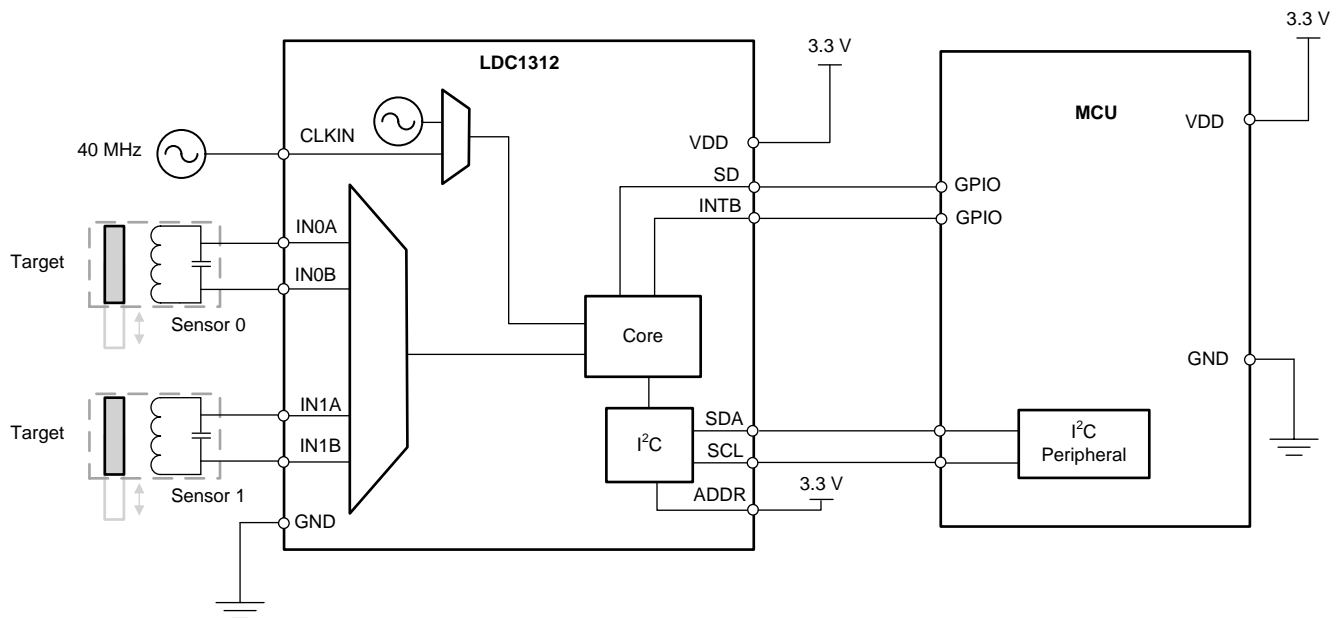 3.3 V
3.3 V
LDC1312
MCU
40 MHz
CLKIN
VDD
VDD
SD
GPIO
INTB
GPIO
IN0A
Target
IN0B
Sensor 0
Core
GND
IN1A
Target
IN1B
Sensor 1
I²C
SDA
SCL
ADDR
3.3 V
I²C
Peripheral
GND